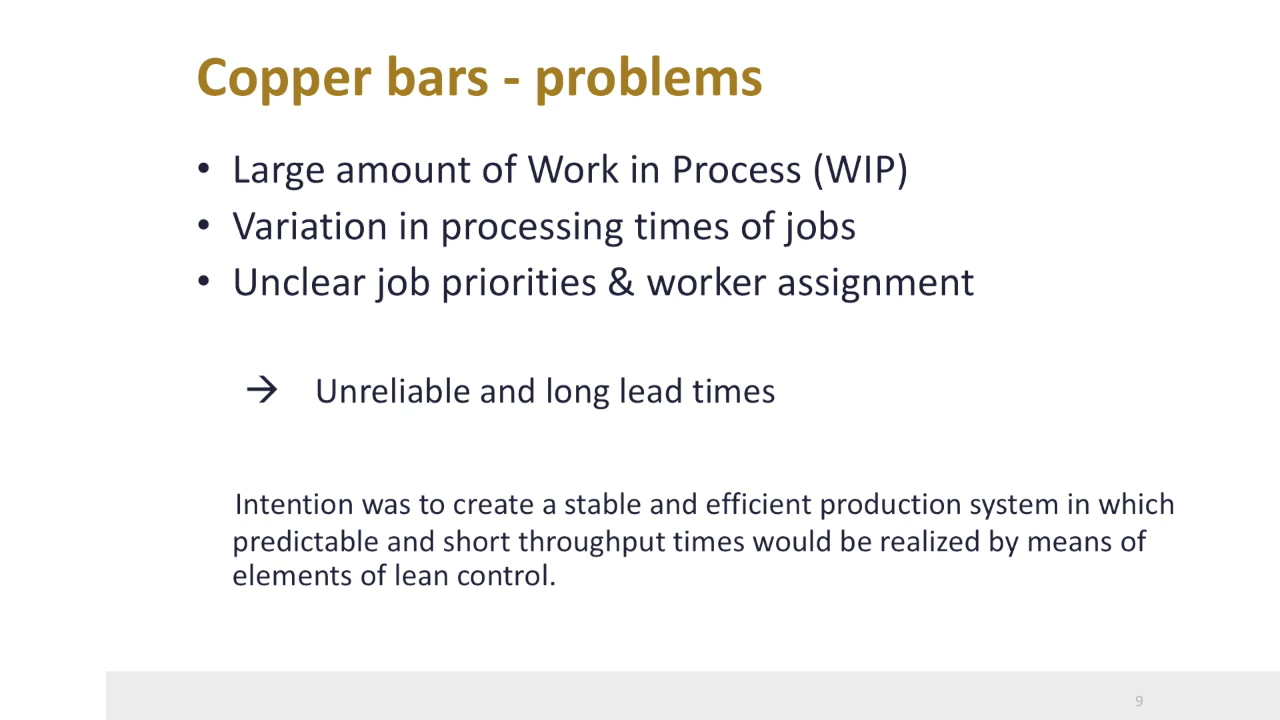 Copper bars - problems
• Large amount of Work in Process (WIP)
• Variation in processing times of jobs
• Unclear job priorities & worker assignment
→ Unreliable and long lead times
Intention was to create a stable and efficient production system in which
predictable and short throughput times would be realized by means of
elements of lean control.
9